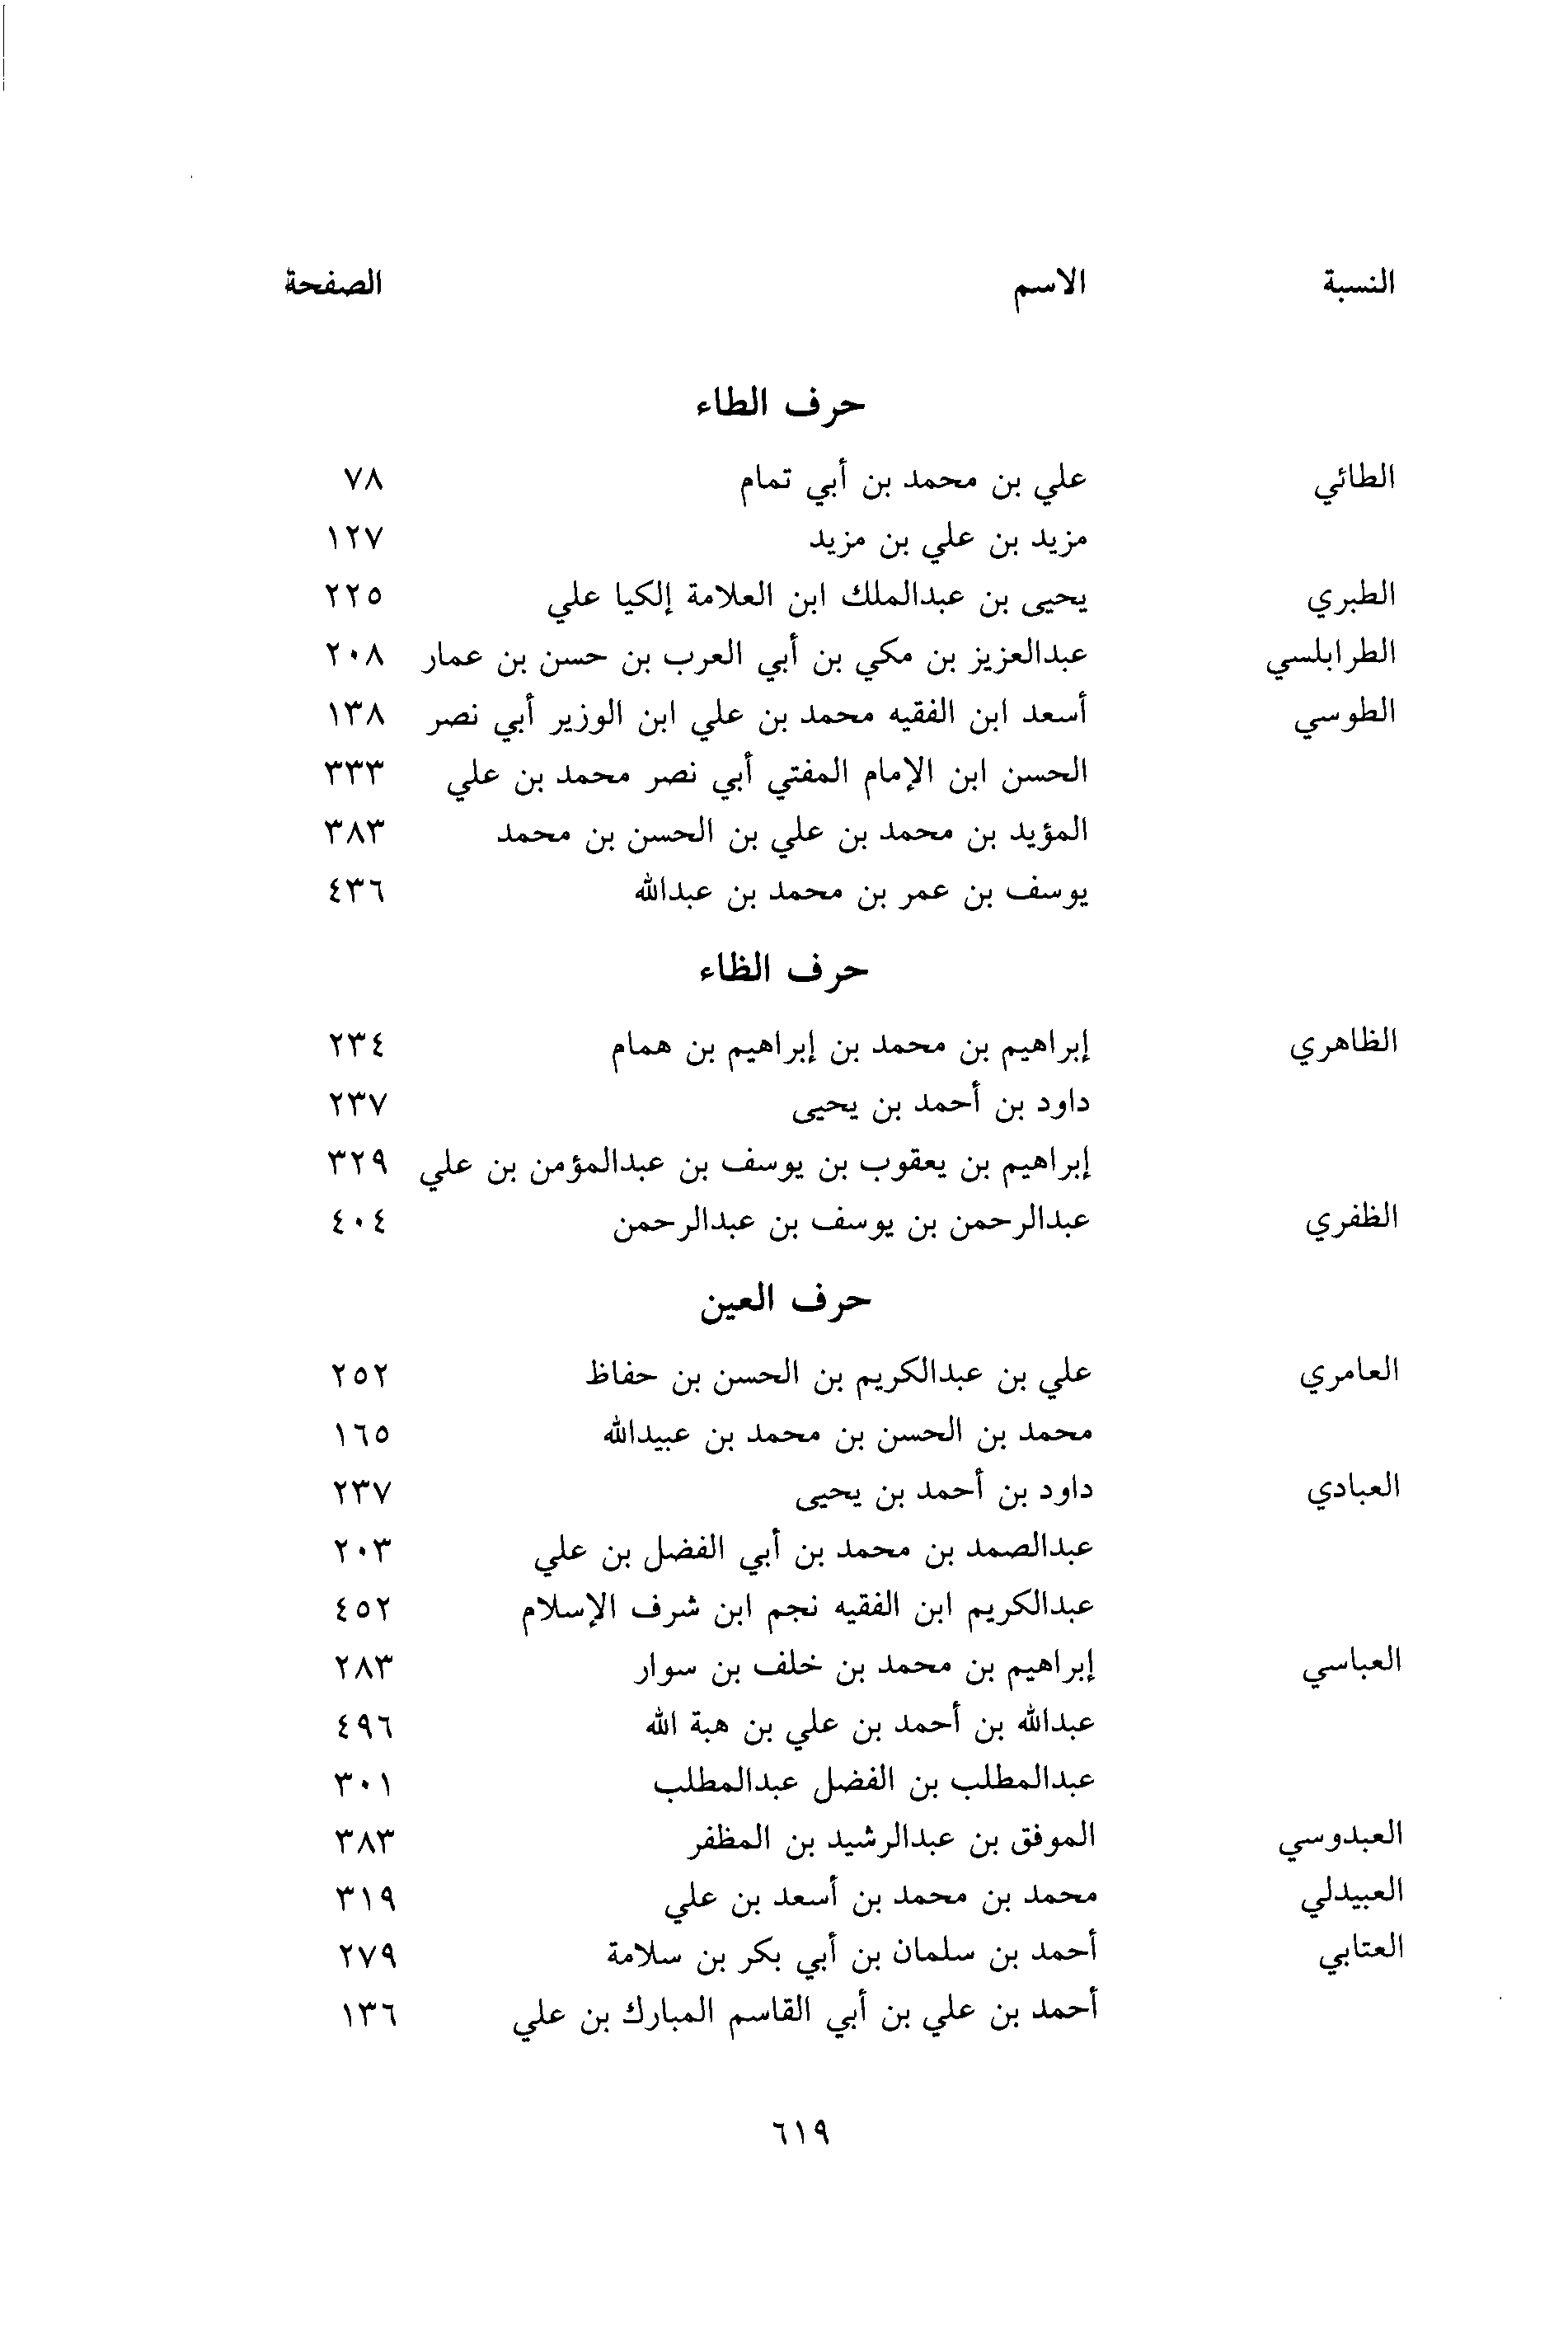 النسبة الاسم الصفحة
حرف الطاء
الطائي علي بن محمد بن أبي تمام ٧٨
مزيد بن علي بن مزيد ١٢٧
الطبري يحيى بن عبدالملك ابن العلامة إلكيا علي ٢٢٥
الطرابلسي عبدالعزيز بن مكي بن أبي العرب بن حسن بن عمار ٢٠٨
الطوسي أسعد ابن الفقيه محمد بن علي ابن الوزير أبي نصر ١٣٨
الحسن ابن الإمام المفتي أبي نصر محمد بن علي ٣٣٣
المؤيد بن محمد بن علي بن الحسن بن محمد ٣٨٣
يوسف بن عمر بن محمد بن عبدالله ٤٣٦
حرف الظاء
الظاهري إبراهيم بن محمد بن إبراهيم بن همام ٢٣٤
داود بن أحمد بن يحيى ٢٣٧
إبراهيم بن يعقوب بن يوسف بن عبدالمؤمن بن علي ٣٢٩
الظفري عبدالرحمن بن يوسف بن عبدالرحمن ٤٠٤
حرف العين
العامري علي بن عبدالكريم بن الحسن بن حفاظ ٢٥٢
محمد بن الحسن بن محمد بن عبيدالله ١٦٥
العبادي داود بن أحمد بن يحيى ٢٣٧
عبدالصمد بن محمد بن أبي الفضل بن علي ٢٠٣
عبدالكريم ابن الفقيه نجم ابن شرف الإسلام ٤٥٢
العباسي إبراهيم بن محمد بن خلف بن سوار ٢٨٣
عبدالله بن أحمد بن علي بن هبة الله ٤٩٦
عبدالمطلب بن الفضل عبدالمطلب ٣٠١
العبدوسي الموفق بن عبدالرشيد بن المظفر ٣٨٣
العبيدلي محمد بن محمد بن أسعد بن علي ٣١٩
العتابي أحمد بن سلمان بن أبي بكر بن سلامة ٢٧٩
أحمد بن علي بن أبي القاسم المبارك بن علي ١٣٦
٦١٩